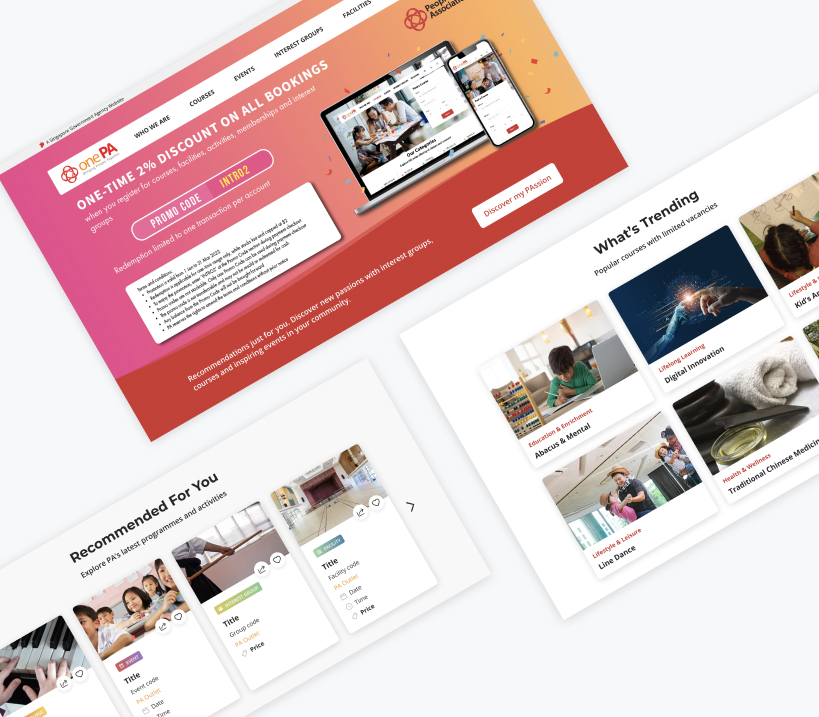 A Singapore Government Agency Website
onePA
WHO WE ARE
COURSES
EVENTS
INTEREST GROUPS
FACILITIES
People's
Association
ONE-TIME 2% DISCOUNT ON ALL BOOKINGS
when you register for courses, facilities, activities, memberships and interest
groups
PROMO CODE INTRO2
Redemption limited to one transaction per account
Terms and conditions:
Our Categories
Discover my PAssion
Recommendations just for you. Discover new passions with interest groups,
courses and inspiring events in your community.
What's Trending
Popular courses with limited vacancies
Education & Enrichment
Abacus & Mental
Lifelong Learning
Digital Innovation
Lifestyle &
Kid's Ar
Lifestyle & Leisure
Line Dance
Health & Wellness
Traditional Chinese Medicin
Recommended For You
Explore PA's latest programmes and activities
EVENT
Title
Event code
PA Outlet
Date
Time
INTEREST GROUP
Title
Group code
PA Outlet
Price
FACILITY
Title
Facility code
PA Outlet
Date
Time
Price